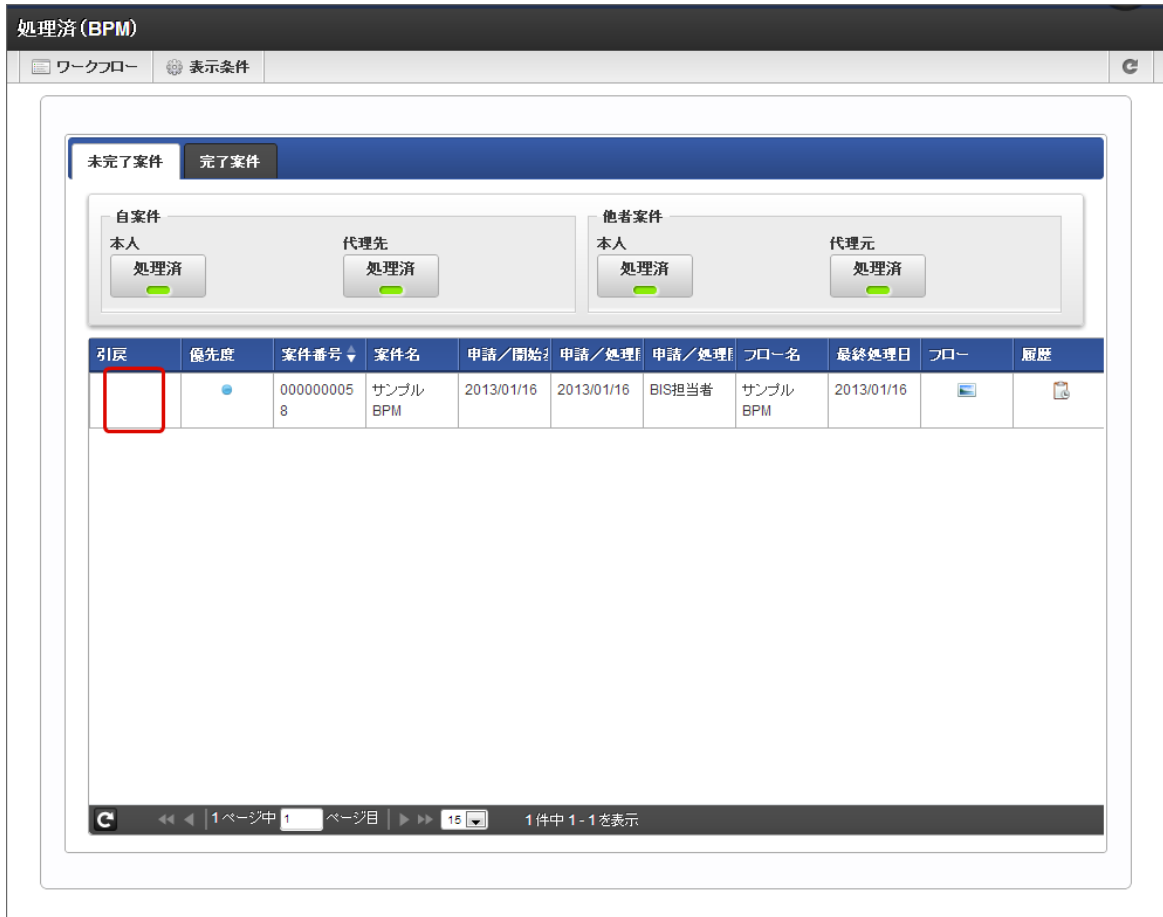 処理済(BPM)
ワークフロー 表示条件
未完了案件 完了案件
自案件 他者案件
本人 代理先 本人 代理元
処理済 処理済 処理済 処理済
引戻 優先度 案件番号 案件名 申請／開始 申請／処理 申請／処理 フロー名 最終処理日 フロー 履歴
000000005 サンプル 2013/01/16 2013/01/16 BIS担当者 サンプル 2013/01/16
8 BPM BPM
1ページ中 1 ページ目 15 1件中 1 - 1を表示